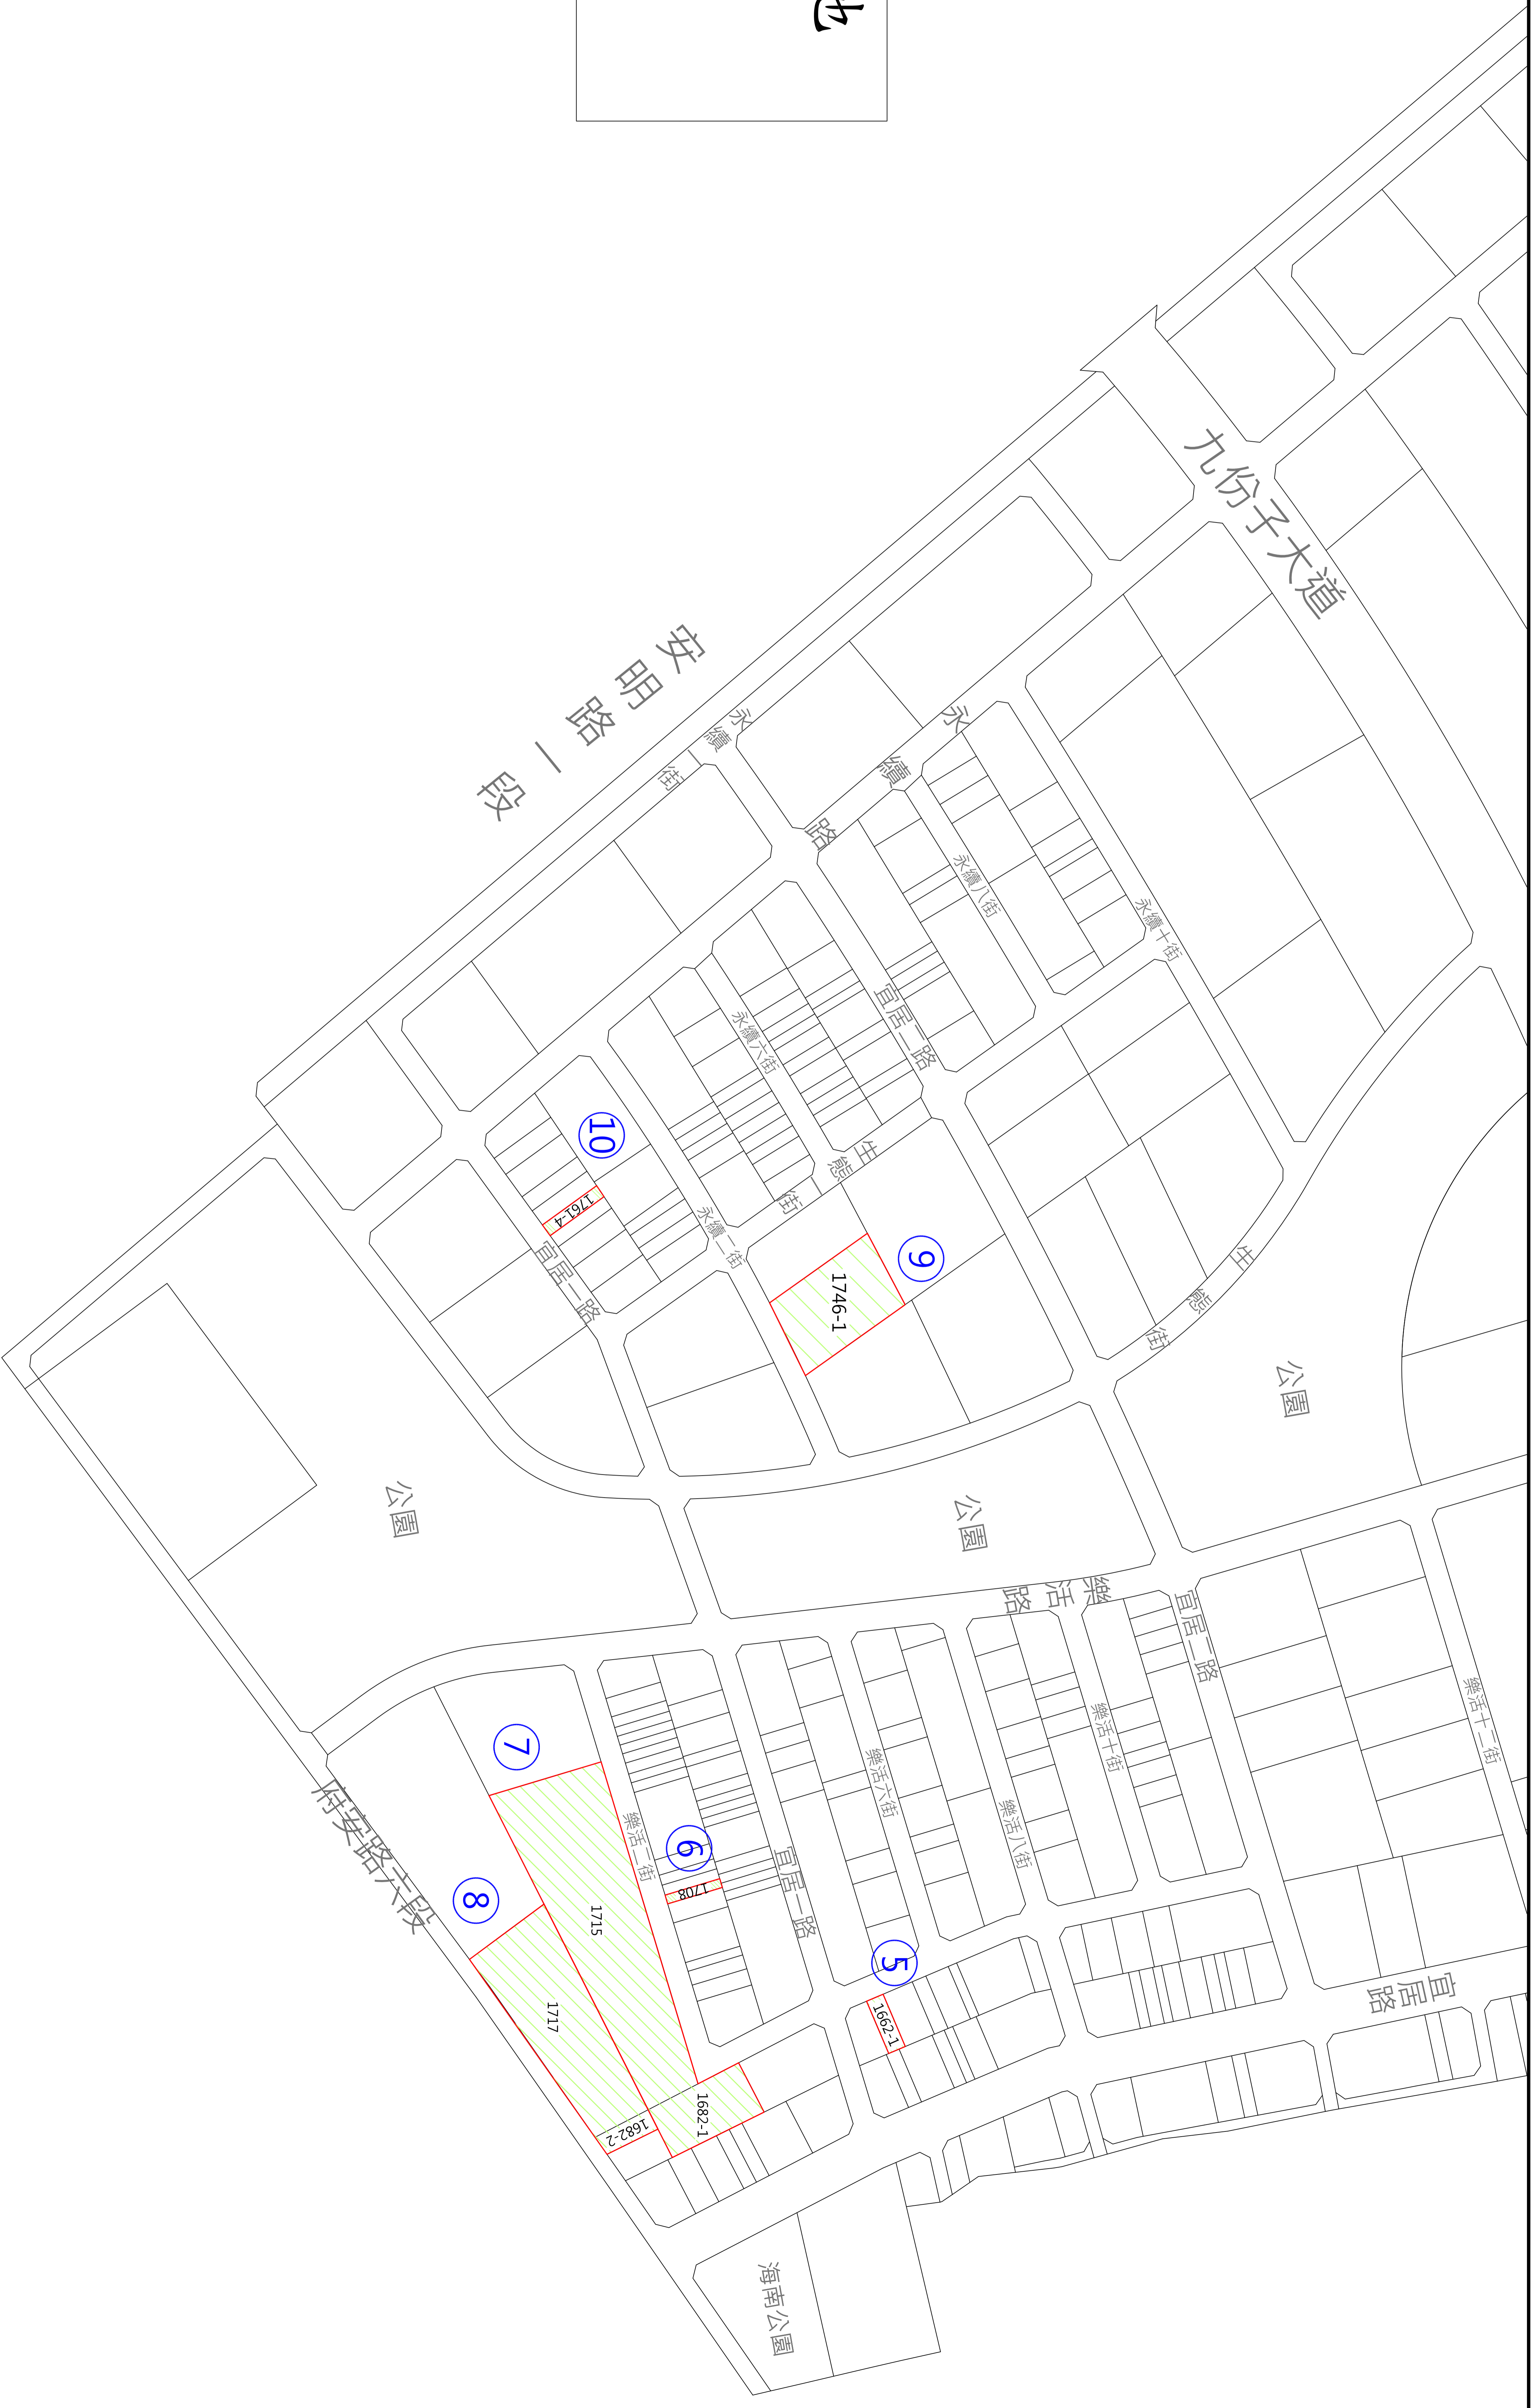 九份子大道
安明路一段
永續街
永續路
永續八街
永續十街
宜居二路
永續六街
生態街
永續二街
10
1761-4
宜居一路
9
1746-1
生態街
公園
公園
公園
樂活路
宜居二路
樂活十二街
樂活十街
樂活六街
樂活八街
7
樂活二街
6
1708
宜居一路
府安路六段
8
1715
5
1662-1
宜居路
1717
1682-1
1682-2
海南公園